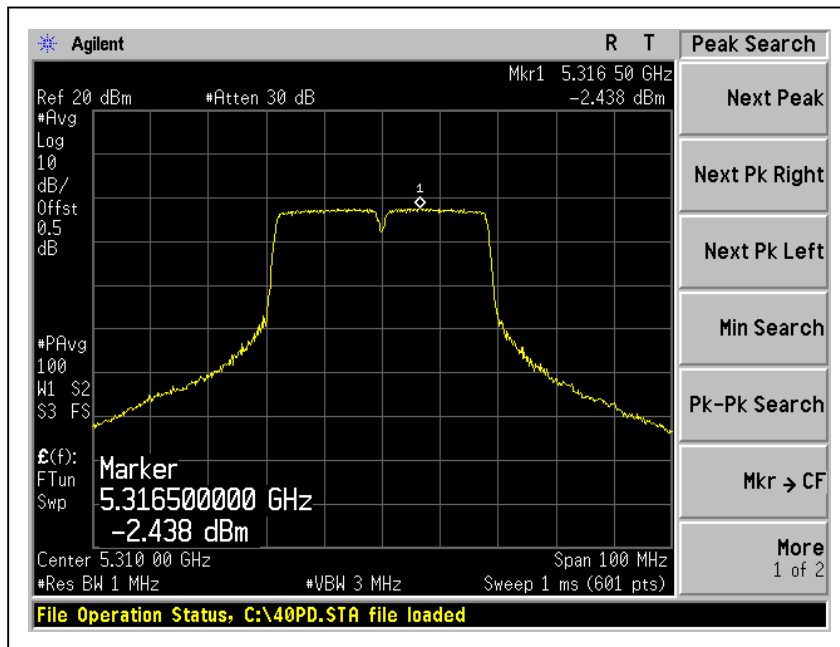 Agilent
R T
Peak Search
Mkr1 5.316 50 GHz
Ref 20 dBm #Atten 30 dB -2.438 dBm
#Avg
Log
10
dB/
Offst
0.5
dB
#PAvg
100
W1 S2
S3 FS
£(f):
FTun
Swp
1
Marker
5.316500000 GHz
-2.438 dBm
Center 5.310 00 GHz Span 100 MHz
#Res BW 1 MHz #VBW 3 MHz Sweep 1 ms (601 pts)
File Operation Status, C:\40PD.STA file loaded
Next Peak
Next Pk Right
Next Pk Left
Min Search
Pk-Pk Search
Mkr → CF
More
1 of 2